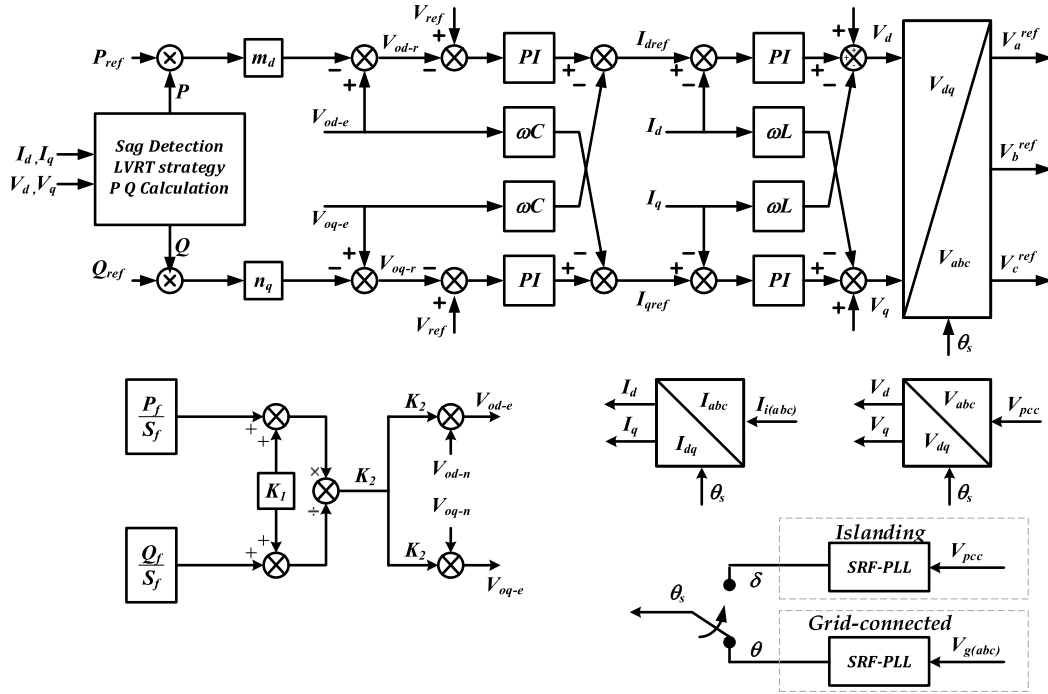 V_ref
P_ref
m_d
V_od-r
PI
I_dref
PI
V_d
V_a^ref
P
V_dq
Sag Detection
LVRT strategy
P Q Calculation
I_d ,I_q
V_d ,V_q
V_od-e
ωC
I_d
ωL
V_b^ref
V_oq-e
ωC
I_q
ωL
Q
Q_ref
n_q
V_oq-r
PI
I_qref
PI
V_q
V_abc
V_c^ref
V_ref
θ_s
P_f
S_f
K_2
V_od-e
V_od-n
K_1
K_2
V_oq-n
Q_f
S_f
K_2
V_oq-e
I_d
I_q
I_abc
I_dq
I_i(abc)
θ_s
V_d
V_q
V_abc
V_dq
V_pcc
θ_s
Islanding
SRF-PLL
V_pcc
δ
θ_s
Grid-connected
θ
SRF-PLL
V_g(abc)